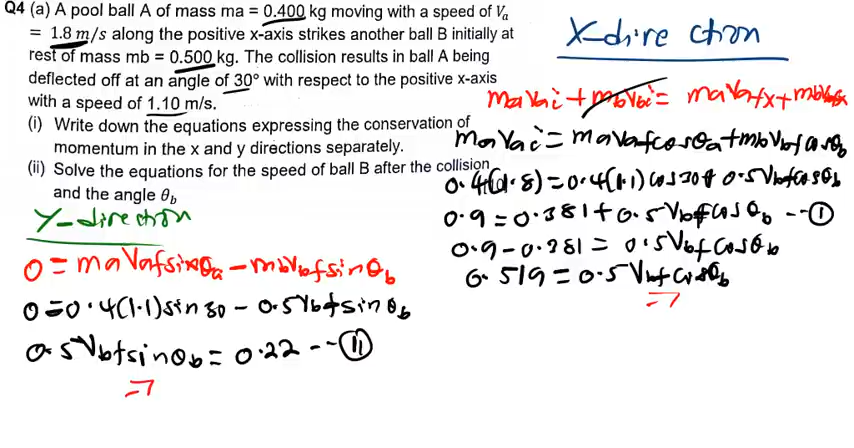 Q4 (a) A pool ball A of mass ma = 0.400 kg moving with a speed of Va
= 1.8 m/s along the positive x-axis strikes another ball B initially at
rest of mass mb = 0.500 kg. The collision results in ball A being
deflected off at an angle of 30° with respect to the positive x-axis
with a speed of 1.10 m/s.
(i) Write down the equations expressing the conservation of
momentum in the x and y directions separately.
(ii) Solve the equations for the speed of ball B after the collision
and the angle θb
Y-direction
0 = maVafsinθa - mbVbfsinθb
0 = 0.4(1.1)sin30 - 0.5Vbfsinθb
0.5Vbfsinθb = 0.22 -- (11)
=7
X-direction
maVai + mbVbi = maVafx + mbVbfx
maVai = maVafcosθa + mbVbfcosθb
0.4(1.8) = 0.4(1.1)cos30 + 0.5Vbfcosθb
0.9 = 0.381 + 0.5Vbfcosθb -- (1)
0.9 - 0.381 = 0.5Vbfcosθb
0.519 = 0.5Vbfcosθb
=7